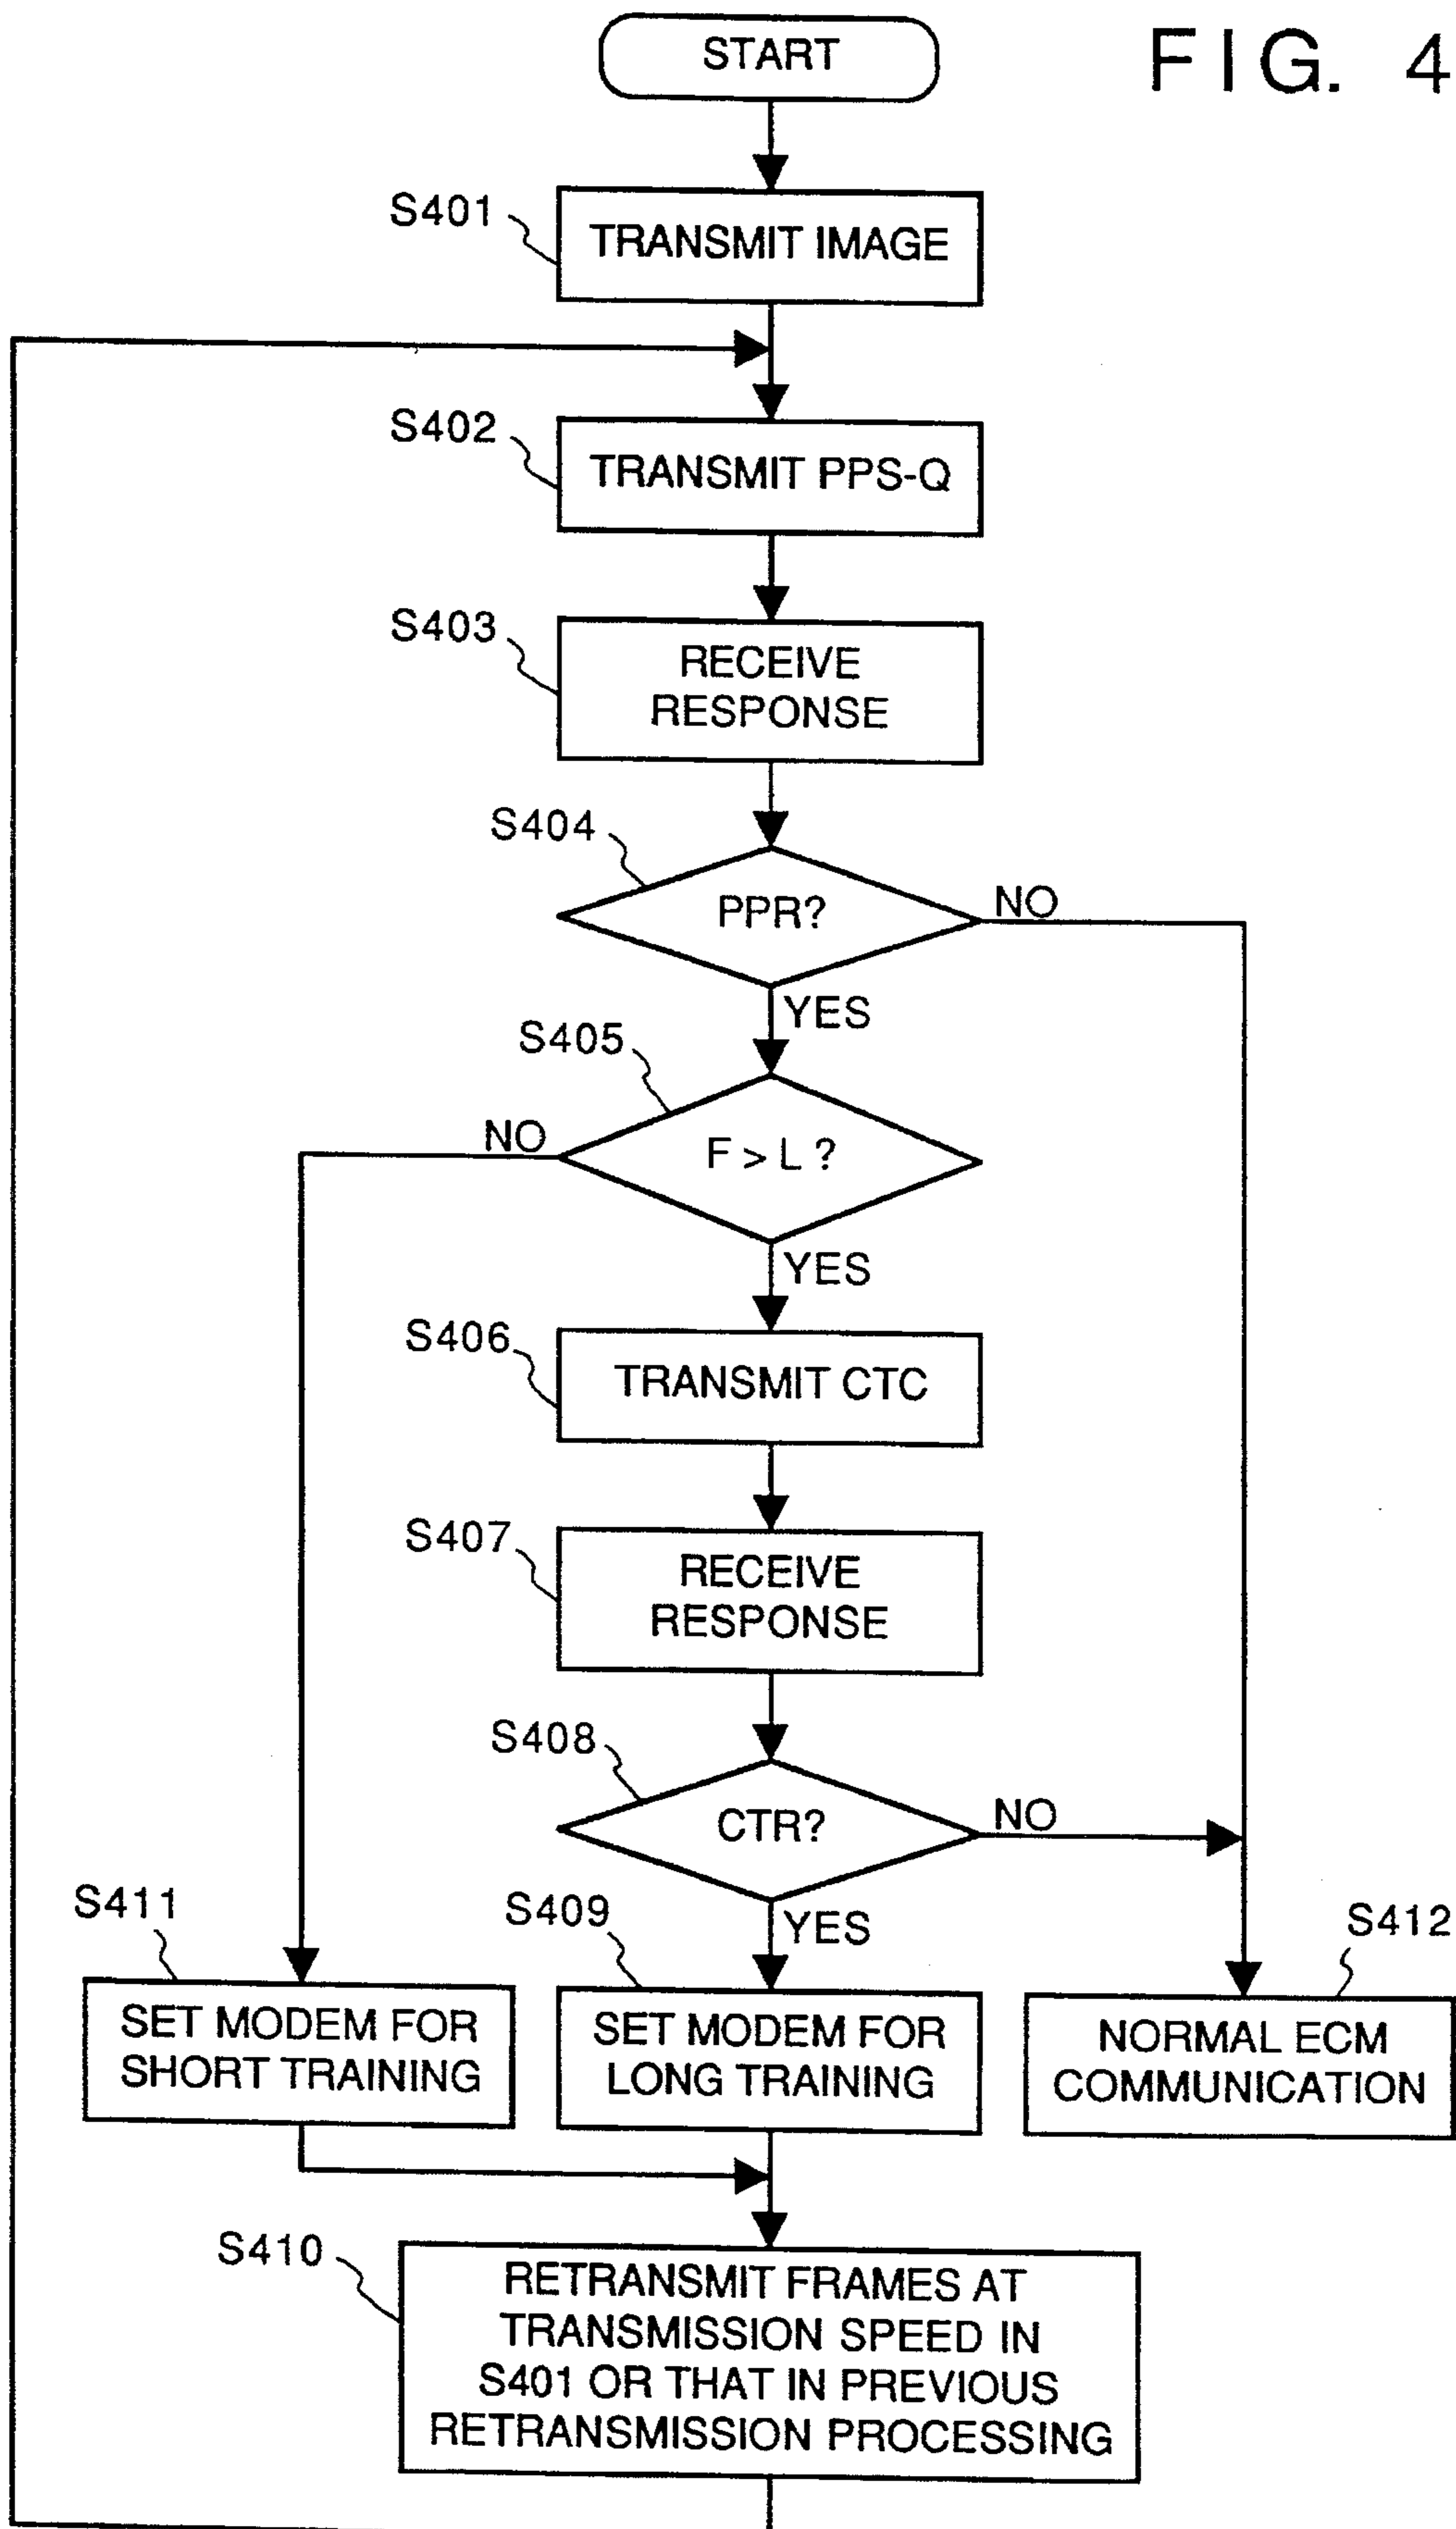 FIG. 4
START
S401
TRANSMIT IMAGE
S402
TRANSMIT PPS-Q
S403
RECEIVE
RESPONSE
S404
PPR?
NO
YES
S405
NO
F > L ?
YES
S406
TRANSMIT CTC
S407
RECEIVE
RESPONSE
S408
CTR?
NO
YES
S411
SET MODEM FOR
SHORT TRAINING
S409
SET MODEM FOR
LONG TRAINING
S412
NORMAL ECM
COMMUNICATION
S410
RETRANSMIT FRAMES AT
TRANSMISSION SPEED IN
S401 OR THAT IN PREVIOUS
RETRANSMISSION PROCESSING